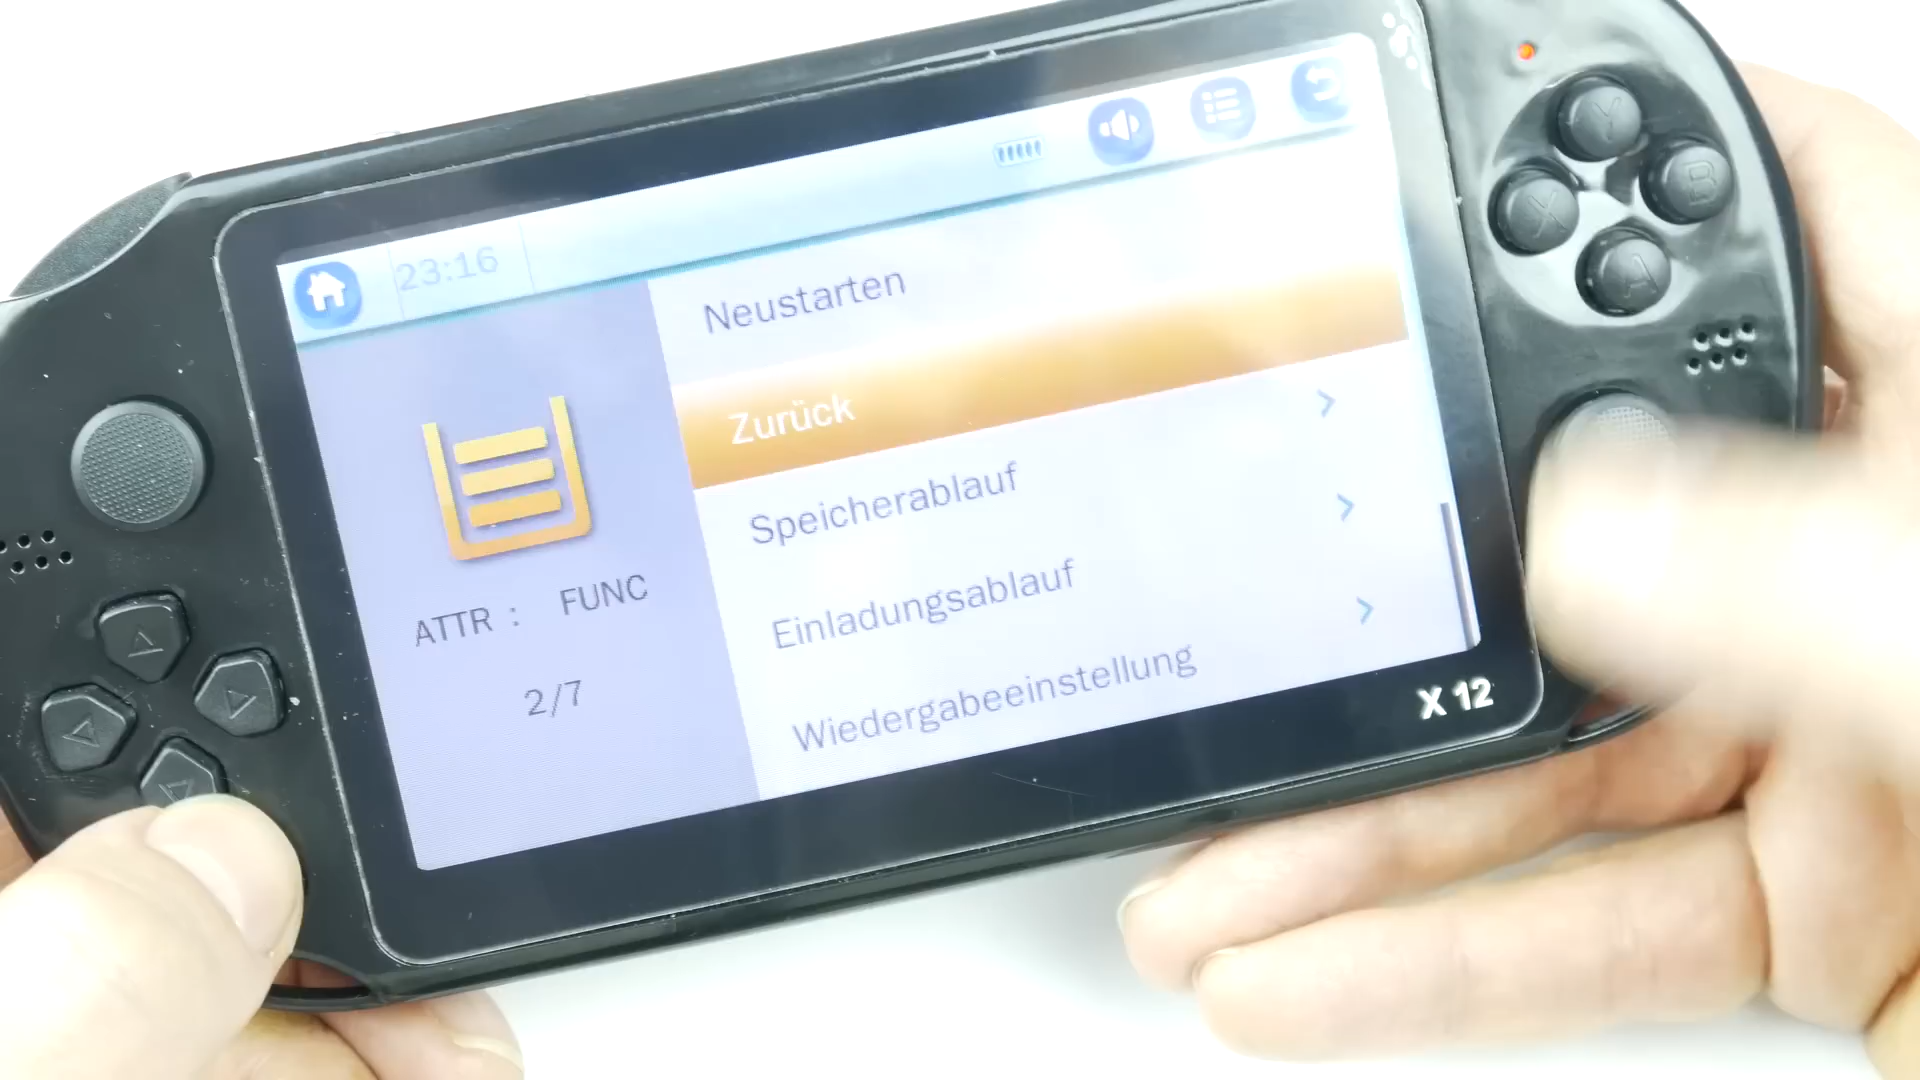 23:16
Neustarten
Zurück
Speicherablauf
Einladungsablauf
Wiedergabeeinstellung
ATTR : FUNC
2/7
X 12
Y
B
X
A